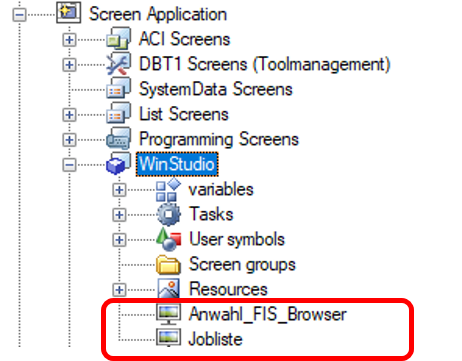 Screen Application
ACI Screens
DBT1 Screens (Toolmanagement)
SystemData Screens
List Screens
Programming Screens
WinStudio
variables
Tasks
User symbols
Screen groups
Resources
Anwahl_FIS_Browser
Jobliste